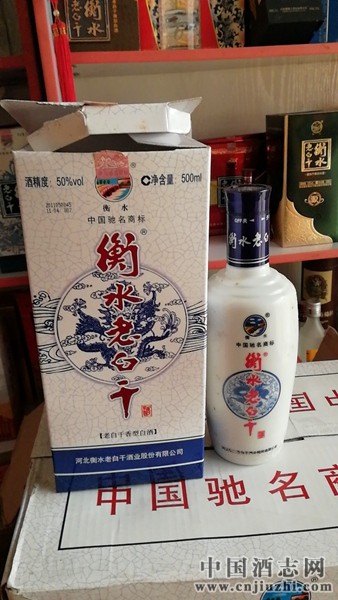 酒精度：50%vol
净含量：500ml
衡水
中国驰名商标
衡水老白干
[老白干香型白酒]
河北衡水老白干酒业股份有限公司
衡水老白干
中国驰名商标
衡水老白干
衡水
老白干
中国驰名商
中国酒志网
www.cnjiuzhi.com